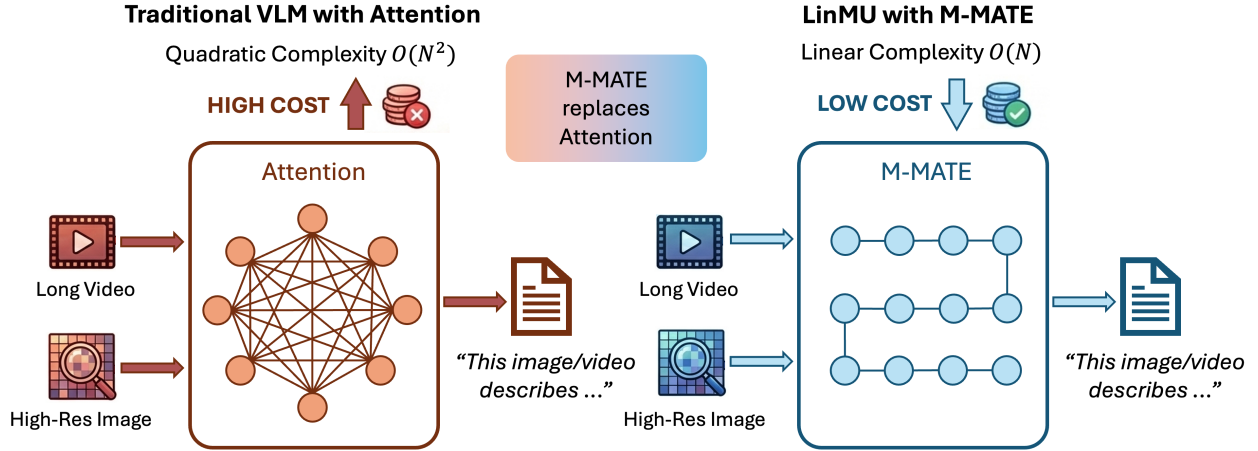 Traditional VLM with Attention
Quadratic Complexity O(N²)
HIGH COST
Attention
Long Video
High-Res Image
“This image/video
describes ...”
M-MATE
replaces
Attention
LinMU with M-MATE
Linear Complexity O(N)
LOW COST
M-MATE
Long Video
High-Res Image
“This image/video
describes ...”